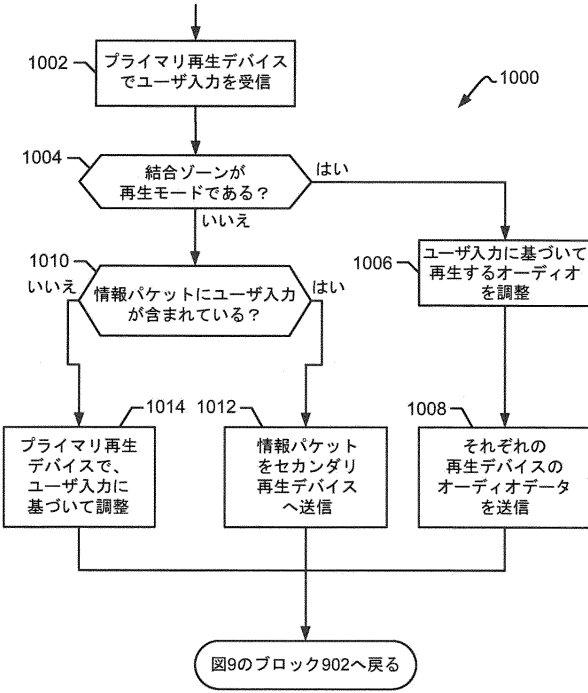 1002
プライマリ再生デバイス
でユーザ入力を受信
1000
1004
結合ゾーンが
再生モードである？
はい
いいえ
1010
いいえ
情報パケットにユーザ入力
が含まれている？
はい
1006
ユーザ入力に基づいて
再生するオーディオ
を調整
1014
プライマリ再生
デバイスで、
ユーザ入力に
基づいて調整
1012
情報パケット
をセカンダリ
再生デバイス
へ送信
1008
それぞれの
再生デバイスの
オーディオデータ
を送信
図9のブロック902へ戻る